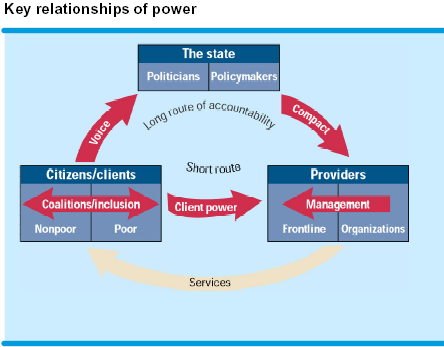 Key relationships of power
The state
Politicians Policymakers
Long route of accountability
Voice
Compact
Short route
Citizens/clients
Providers
Coalitions/inclusion
Client power
Management
Nonpoor Poor
Frontline Organizations
Services